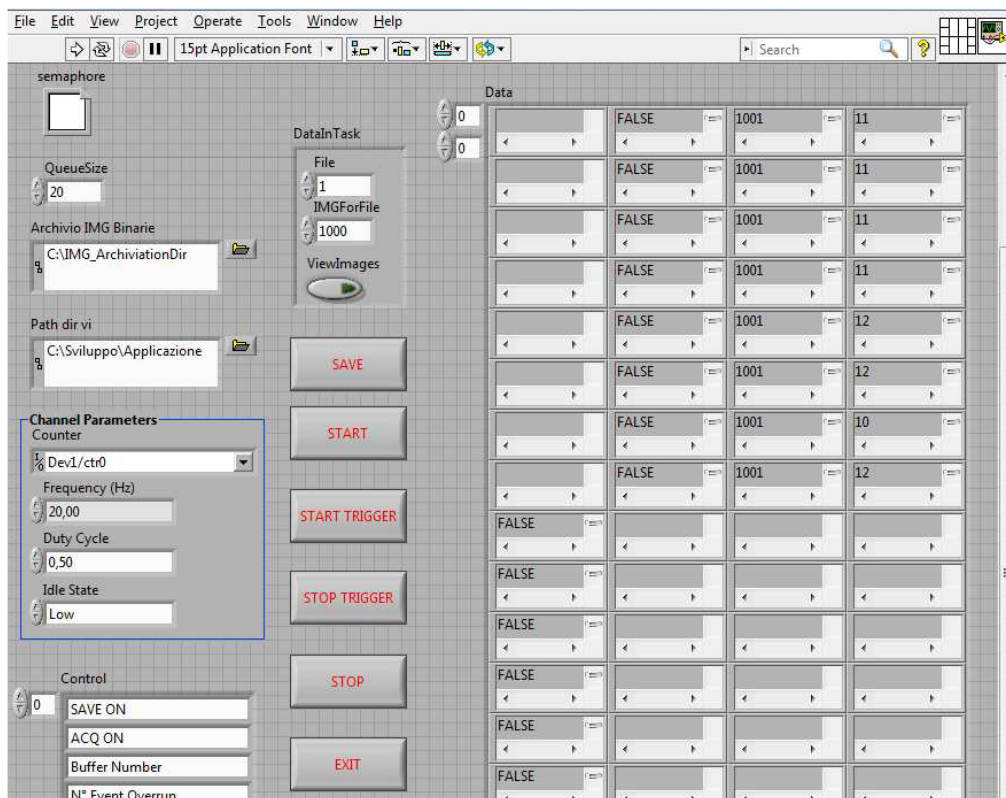 File Edit View Project Operate Tools Window Help
15pt Application Font
Search
semaphore
QueueSize
20
Archivio IMG Binarie
C:\IMG_ArchiviationDir
Path dir vi
C:\Sviluppo\Applicazione
Channel Parameters
Counter
Dev1/ctr0
Frequency (Hz)
20,00
Duty Cycle
0,50
Idle State
Low
Control
0
SAVE ON
ACQ ON
Buffer Number
N° Event Overrun
DataInTask
File
1
IMGForFile
1000
ViewImages
SAVE
START
START TRIGGER
STOP TRIGGER
STOP
EXIT
Data
0
0
FALSE 1001 11
FALSE 1001 11
FALSE 1001 11
FALSE 1001 11
FALSE 1001 12
FALSE 1001 12
FALSE 1001 10
FALSE 1001 12
FALSE
FALSE
FALSE
FALSE
FALSE
FALSE